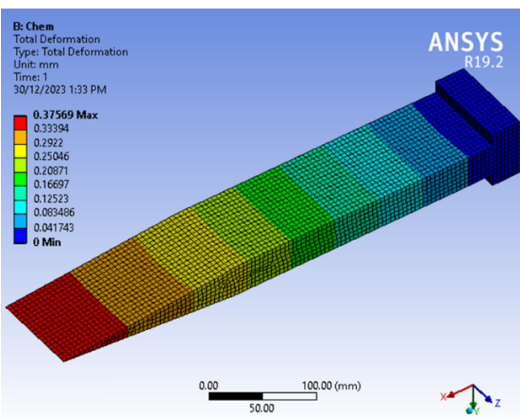 B: Chem
Total Deformation
Type: Total Deformation
Unit: mm
Time: 1
30/12/2023 1:33 PM
ANSYS
R19.2
0.37569 Max
0.33394
0.2922
0.25046
0.20871
0.16697
0.12523
0.083486
0.041743
0 Min
0.00
100.00 (mm)
50.00
X
Y
Z